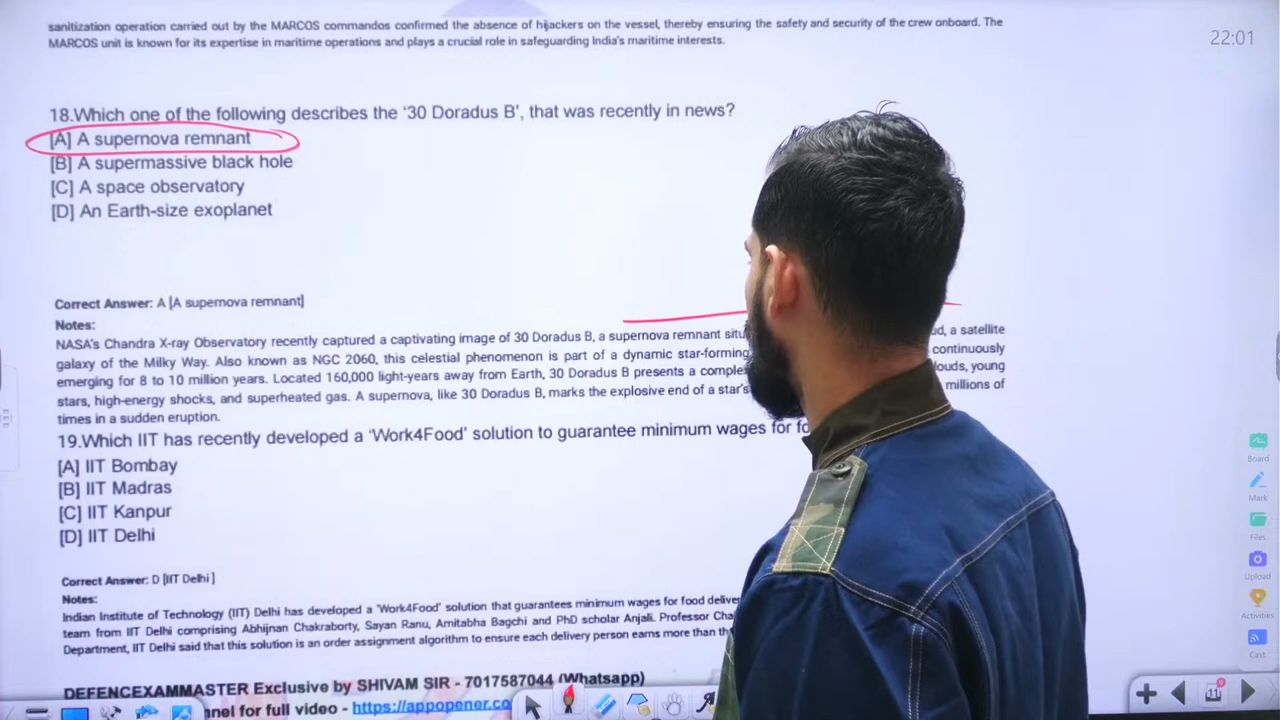 sanitization operation carried out by the MARCOS commandos confirmed the absence of hijackers on the vessel, thereby ensuring the safety and security of the crew onboard. The
MARCOS unit is known for its expertise in maritime operations and plays a crucial role in safeguarding India's maritime interests.
22:01
18.Which one of the following describes the '30 Doradus B', that was recently in news?
[A] A supernova remnant
[B] A supermassive black hole
[C] A space observatory
[D] An Earth-size exoplanet
Correct Answer: A [A supernova remnant]
Notes:
NASA's Chandra X-ray Observatory recently captured a captivating image of 30 Doradus B, a supernova remnant a satellite
galaxy of the Milky Way. Also known as NGC 2060, this celestial phenomenon is part of a dynamic star-forming continuously
emerging for 8 to 10 million years. Located 160,000 light-years away from Earth, 30 Doradus B presents a young
stars, high-energy shocks, and superheated gas. A supernova, like 30 Doradus B, marks the explosive end of a star's millions of
times in a sudden eruption.
19.Which IIT has recently developed a 'Work4Food' solution to guarantee minimum wages for
[A] IIT Bombay
[B] IIT Madras
[C] IIT Kanpur
[D] IIT Delhi
Correct Answer: D [IIT Delhi ]
Notes:
Indian Institute of Technology (IIT) Delhi has developed a 'Work4Food' solution that guarantees minimum wages for food
team from IIT Delhi comprising Abhijnan Chakraborty, Sayan Ranu, Amitabha Bagchi and PhD scholar Anjali. Professor
Department, IIT Delhi said that this solution is an order assignment algorithm to ensure each delivery person earns more than
DEFENCEXAMMASTER Exclusive by SHIVAM SIR - 7017587044 (Whatsapp)
for full video - https://appopener.co
Board
Mark
Files
Upload
Activities
Cast
11